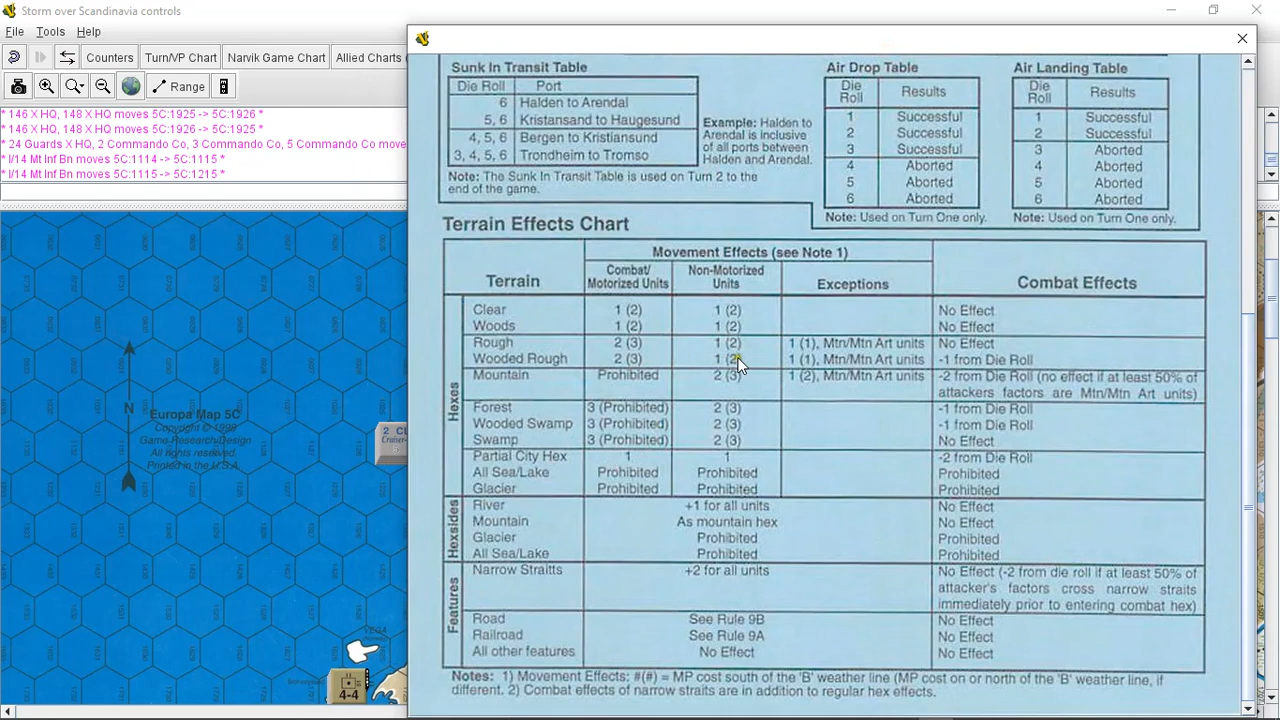 Storm over Scandinavia controls
File Tools Help
Counters Turn/VP Chart Narvik Game Chart Allied Charts (
Range
* 146 X HQ, 148 X HQ moves 5C:1925 -> 5C:1926 *
* 146 X HQ, 148 X HQ moves 5C:1926 -> 5C:1925 *
* 24 Guards X HQ, 2 Commando Co, 3 Commando Co, 5 Commando Co move
* I/14 Mt Inf Bn moves 5C:1114 -> 5C:1115 *
* I/14 Mt Inf Bn moves 5C:1115 -> 5C:1215 *
N
Europa Map 5C
Copyright © 1998
Game Research/Design
All rights reserved.
Printed in the U.S.A.
2 CL
Cruiser-
VEGA
4-4
Sunk In Transit Table
Die Roll Port
6 Halden to Arendal
5, 6 Kristansand to Haugesund
4, 5, 6 Bergen to Kristiansund
3, 4, 5, 6 Trondheim to Tromso
Example: Halden to
Arendal is inclusive
of all ports between
Halden and Arendal.
Note: The Sunk In Transit Table is used on Turn 2 to the
end of the game.
Air Drop Table
Die Roll Results
1 Successful
2 Successful
3 Successful
4 Aborted
5 Aborted
6 Aborted
Note: Used on Turn One only.
Air Landing Table
Die Roll Results
1 Successful
2 Successful
3 Aborted
4 Aborted
5 Aborted
6 Aborted
Note: Used on Turn One only.
Terrain Effects Chart
Movement Effects (see Note 1)
Terrain Combat/ Motorized Units Non-Motorized Units Exceptions Combat Effects
Hexes
Clear 1 (2) 1 (2) No Effect
Woods 1 (2) 1 (2) No Effect
Rough 2 (3) 1 (2) 1 (1), Mtn/Mtn Art units No Effect
Wooded Rough 2 (3) 1 (2) 1 (1), Mtn/Mtn Art units -1 from Die Roll
Mountain Prohibited 2 (3) 1 (2), Mtn/Mtn Art units -2 from Die Roll (no effect if at least 50% of
attackers factors are Mtn/Mtn Art units)
Forest 3 (Prohibited) 2 (3) -1 from Die Roll
Wooded Swamp 3 (Prohibited) 2 (3) -1 from Die Roll
Swamp 3 (Prohibited) 2 (3) No Effect
Partial City Hex 1 1 -2 from Die Roll
All Sea/Lake Prohibited Prohibited Prohibited
Glacier Prohibited Prohibited Prohibited
Hexsides
River +1 for all units No Effect
Mountain As mountain hex No Effect
Glacier Prohibited Prohibited
All Sea/Lake Prohibited Prohibited
Features
Narrow Straitts +2 for all units No Effect (-2 from die roll if at least 50% of
attacker's factors cross narrow straits
immediately prior to entering combat hex)
Road See Rule 9B No Effect
Railroad See Rule 9A No Effect
All other features No Effect No Effect
Notes: 1) Movement Effects: #(#) = MP cost south of the 'B' weather line (MP cost on or north of the 'B' weather line, if
different. 2) Combat effects of narrow straits are in addition to regular hex effects.